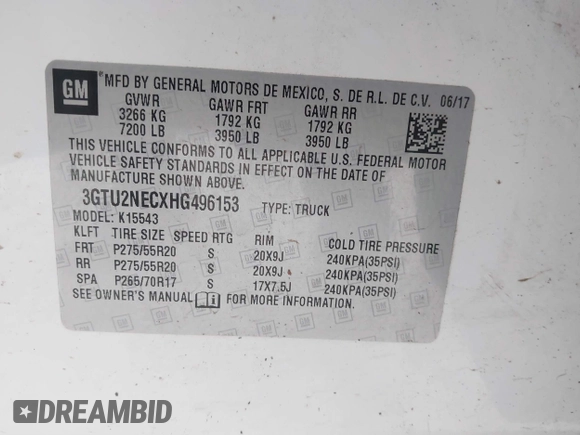 GM
MFD BY GENERAL MOTORS DE MEXICO, S. DE R.L. DE C.V. 06/17
GVWR GAWR FRT GAWR RR
3266 KG 1792 KG 1792 KG
7200 LB 3950 LB 3950 LB
THIS VEHICLE CONFORMS TO ALL APPLICABLE U.S. FEDERAL MOTOR
VEHICLE SAFETY STANDARDS IN EFFECT ON THE DATE OF
MANUFACTURE SHOWN ABOVE.
3GTU2NECXHG496153 TYPE: TRUCK
MODEL: K15543
KLFT TIRE SIZE SPEED RTG RIM COLD TIRE PRESSURE
FRT P275/55R20 S 20X9J 240KPA(35PSI)
RR P275/55R20 S 20X9J 240KPA(35PSI)
SPA P265/70R17 S 17X7.5J 240KPA(35PSI)
SEE OWNER'S MANUAL FOR MORE INFORMATION.
DREAMBID